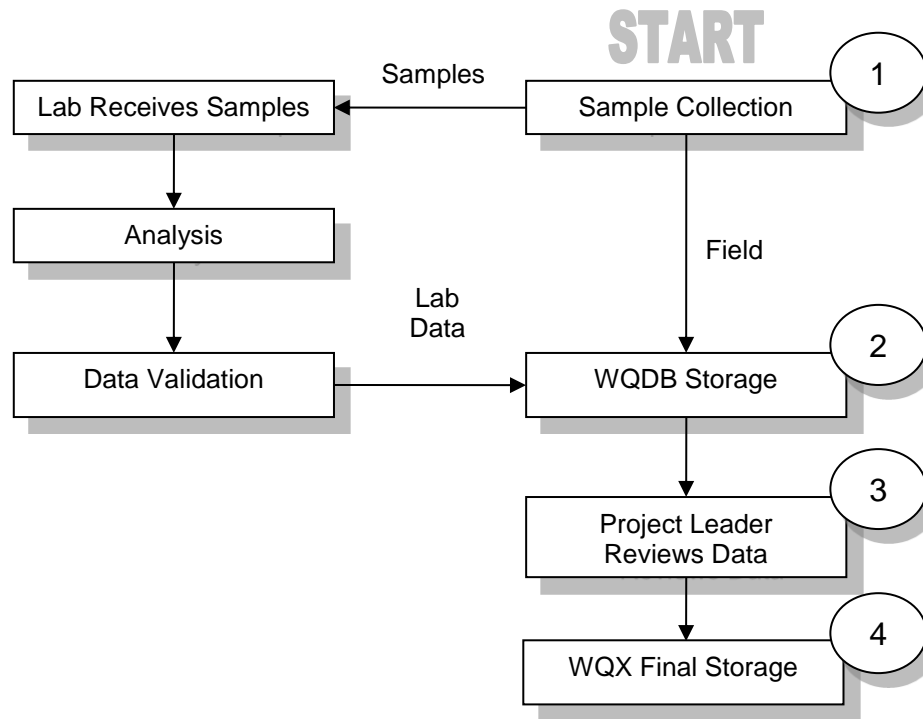 START
1
Samples
Lab Receives Samples
Sample Collection
Analysis
Field
Lab
Data
2
Data Validation
WQDB Storage
3
Project Leader
Reviews Data
4
WQX Final Storage